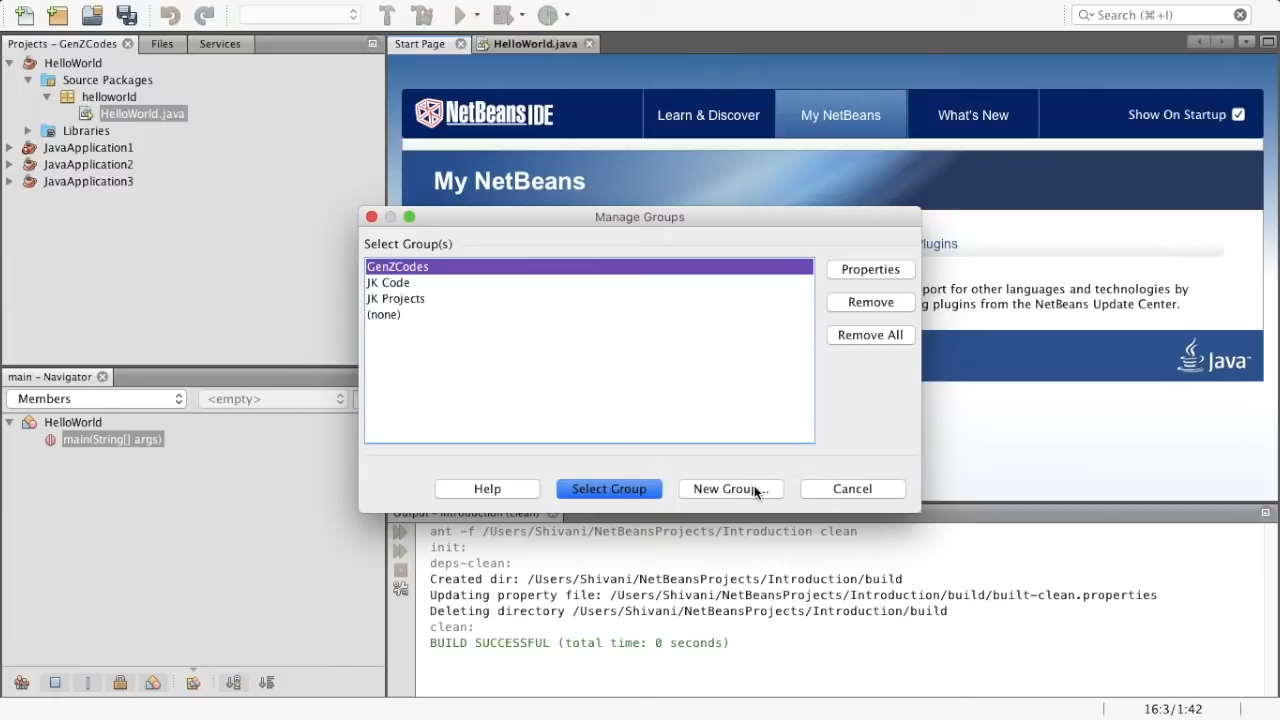 Search (⌘+I)
Projects – GenZCodes
Files
Services
HelloWorld
Source Packages
helloworld
HelloWorld.java
Libraries
JavaApplication1
JavaApplication2
JavaApplication3
main – Navigator
Members
<empty>
HelloWorld
main(String[] args)
Start Page
HelloWorld.java
NetBeans IDE
Learn & Discover
My NetBeans
What's New
Show On Startup
My NetBeans
Plugins
port for other languages and technologies by
g plugins from the NetBeans Update Center.
Java
Manage Groups
Select Group(s)
GenZCodes
JK Code
JK Projects
(none)
Properties
Remove
Remove All
Help
Select Group
New Group...
Cancel
Output – Introduction (clean)
ant -f /Users/Shivani/NetBeansProjects/Introduction clean
init:
deps-clean:
Created dir: /Users/Shivani/NetBeansProjects/Introduction/build
Updating property file: /Users/Shivani/NetBeansProjects/Introduction/build/built-clean.properties
Deleting directory /Users/Shivani/NetBeansProjects/Introduction/build
clean:
BUILD SUCCESSFUL (total time: 0 seconds)
16:3/1:42